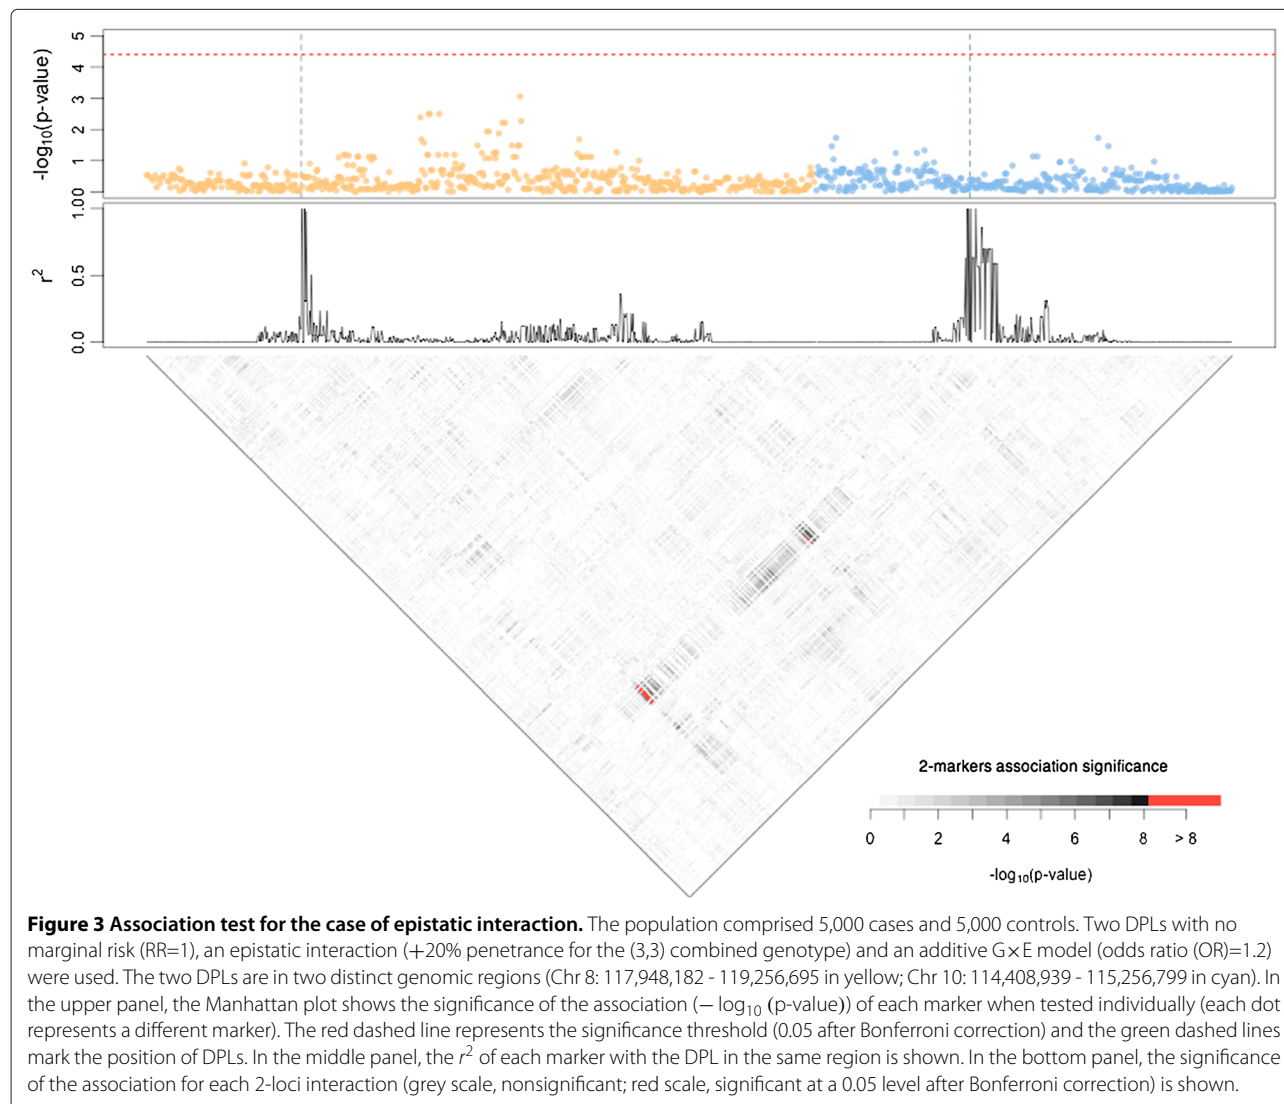 5
4
3
2
1
0
-log10(p-value)
1.0
0.5
0.0
r2
2-markers association significance
0 2 4 6 8 > 8
-log10(p-value)
Figure 3 Association test for the case of epistatic interaction. The population comprised 5,000 cases and 5,000 controls. Two DPLs with no
marginal risk (RR=1), an epistatic interaction (+20% penetrance for the (3,3) combined genotype) and an additive G×E model (odds ratio (OR)=1.2)
were used. The two DPLs are in two distinct genomic regions (Chr 8: 117,948,182 - 119,256,695 in yellow; Chr 10: 114,408,939 - 115,256,799 in cyan). In
the upper panel, the Manhattan plot shows the significance of the association (− log10 (p-value)) of each marker when tested individually (each dot
represents a different marker). The red dashed line represents the significance threshold (0.05 after Bonferroni correction) and the green dashed lines
mark the position of DPLs. In the middle panel, the r2 of each marker with the DPL in the same region is shown. In the bottom panel, the significance
of the association for each 2-loci interaction (grey scale, nonsignificant; red scale, significant at a 0.05 level after Bonferroni correction) is shown.